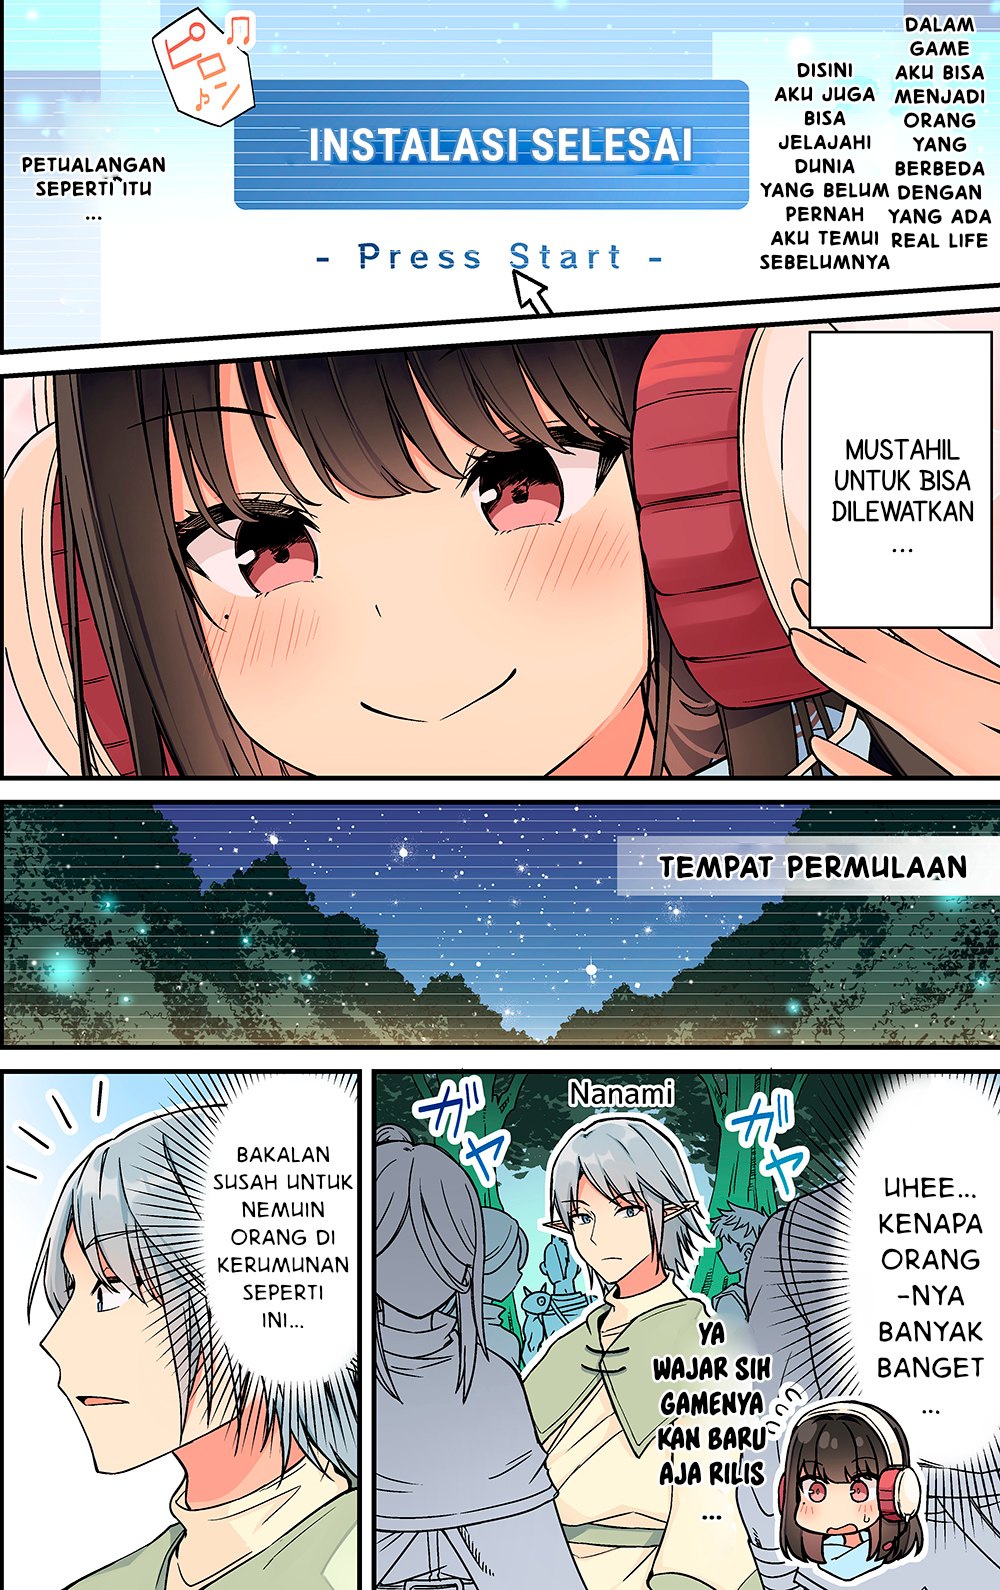 DALAM
GAME
AKU BISA
MENJADI
ORANG
YANG
BERBEDA
DENGAN
YANG ADA
REAL LIFE
DISINI
AKU JUGA
BISA
JELAJAHI
DUNIA
YANG BELUM
PERNAH
AKU TEMUI
SEBELUMNYA
ピロン
INSTALASI SELESAI
- Press Start -
PETUALANGAN
SEPERTI ITU
...
MUSTAHIL
UNTUK BISA
DILEWATKAN
...
TEMPAT PERMULAAN
UHEE...
KENAPA
ORANG
-NYA
BANYAK
BANGET
...
Nanami
ガヤ
ガヤ
YA
WAJAR SIH
GAMENYA
KAN BARU
AJA RILIS
...
BAKALAN
SUSAH UNTUK
NEMUIN
ORANG DI
KERUMUNAN
SEPERTI
INI...